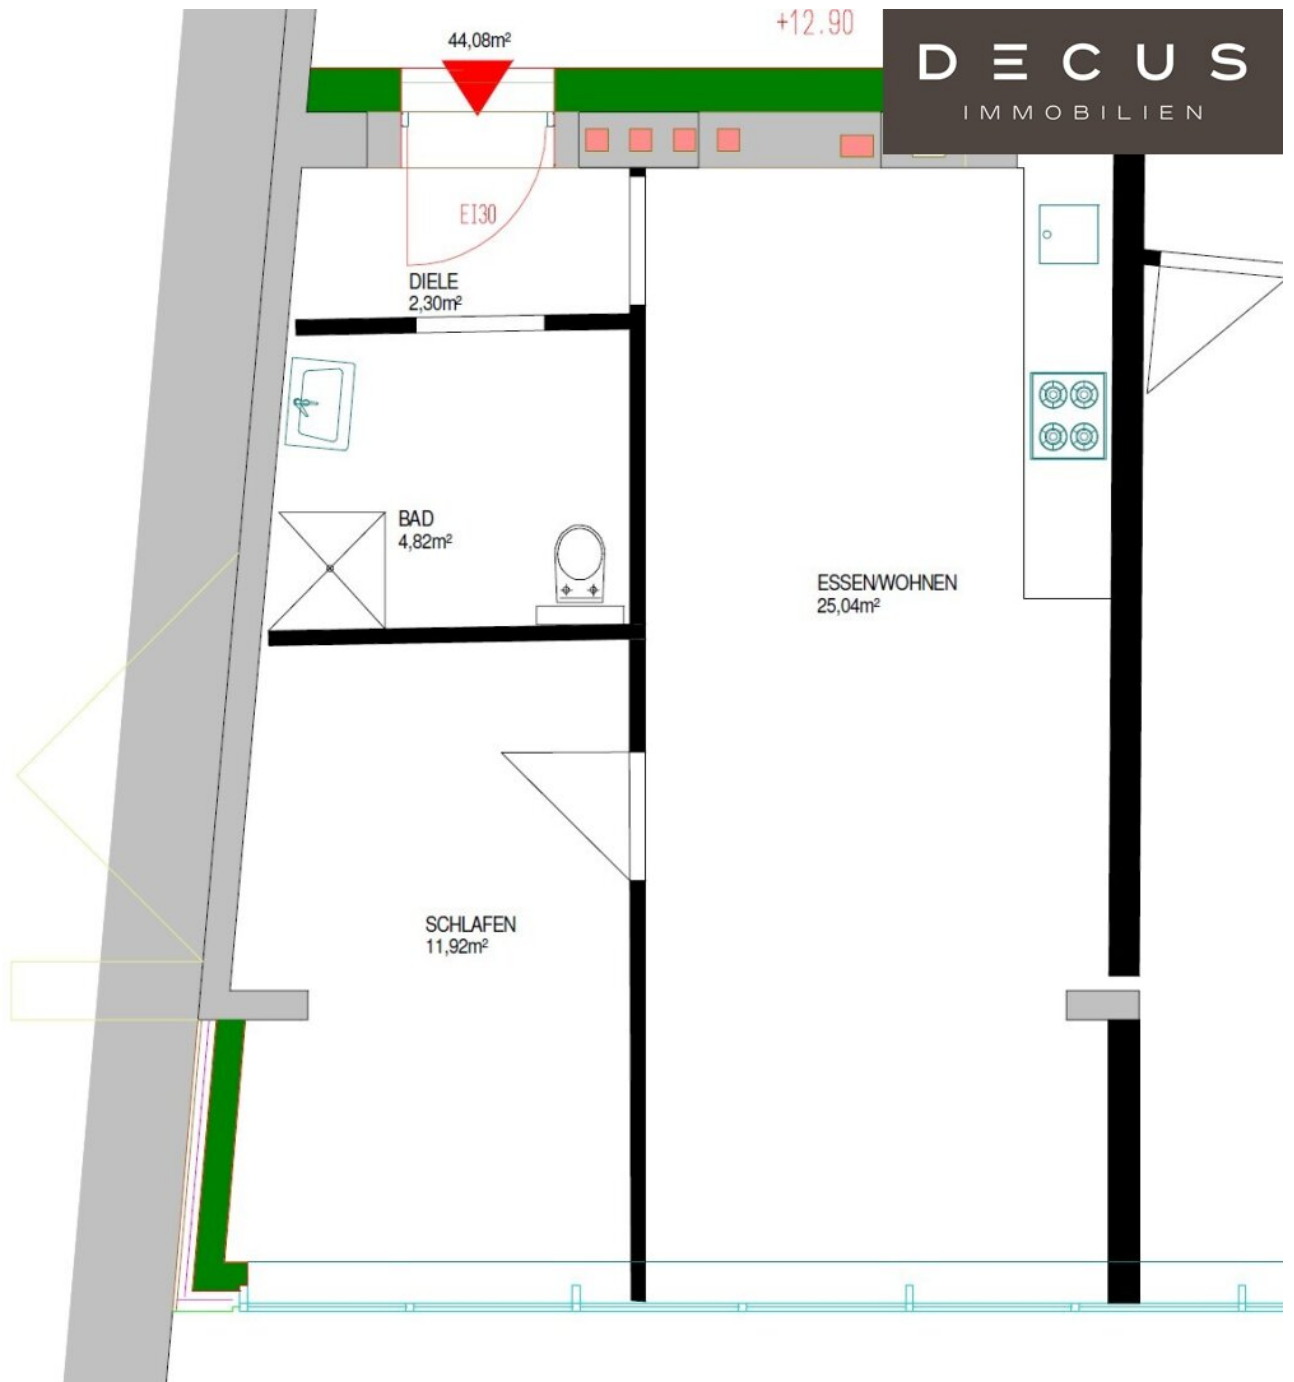 44,08m²
+12.90
DECUS
IMMOBILIEN
EI30
DIELE
2,30m²
BAD
4,82m²
ESSEN/WOHNEN
25,04m²
SCHLAFEN
11,92m²